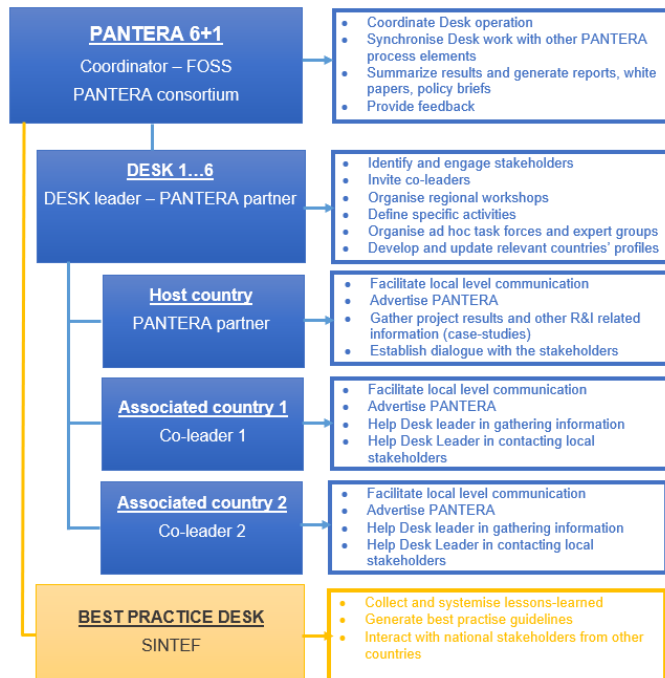 PANTERA 6+1
Coordinator – FOSS
PANTERA consortium
• Coordinate Desk operation
• Synchronise Desk work with other PANTERA
process elements
• Summarize results and generate reports, white
papers, policy briefs
• Provide feedback
DESK 1...6
DESK leader – PANTERA partner
• Identify and engage stakeholders
• Invite co-leaders
• Organise regional workshops
• Define specific activities
• Organise ad hoc task forces and expert groups
• Develop and update relevant countries' profiles
Host country
PANTERA partner
• Facilitate local level communication
• Advertise PANTERA
• Gather project results and other R&I related
information (case-studies)
• Establish dialogue with the stakeholders
Associated country 1
Co-leader 1
• Facilitate local level communication
• Advertise PANTERA
• Help Desk leader in gathering information
• Help Desk Leader in contacting local
stakeholders
Associated country 2
Co-leader 2
• Facilitate local level communication
• Advertise PANTERA
• Help Desk leader in gathering information
• Help Desk Leader in contacting local
stakeholders
BEST PRACTICE DESK
SINTEF
• Collect and systemise lessons-learned
• Generate best practise guidelines
• Interact with national stakeholders from other
countries